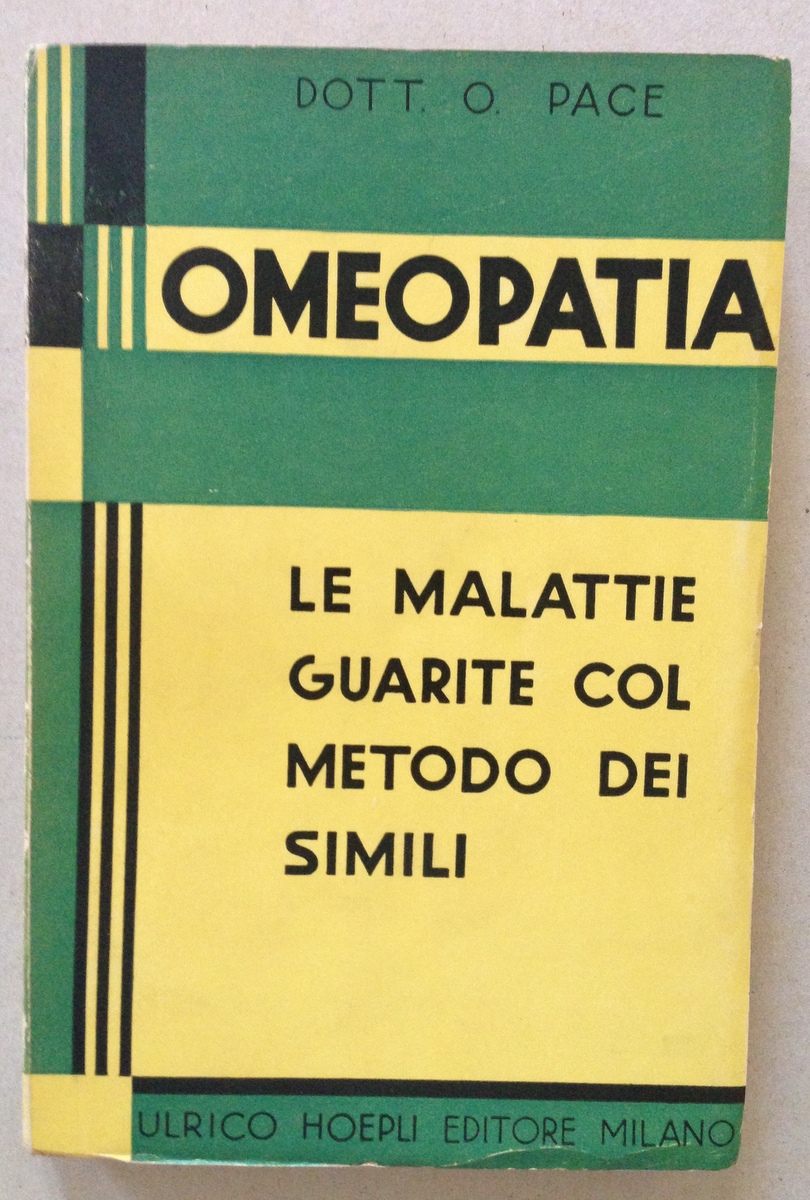 DOTT. O. PACE
OMEOPATIA
LE MALATTIE
GUARITE COL
METODO DEI
SIMILI
ULRICO HOEPLI EDITORE MILANO